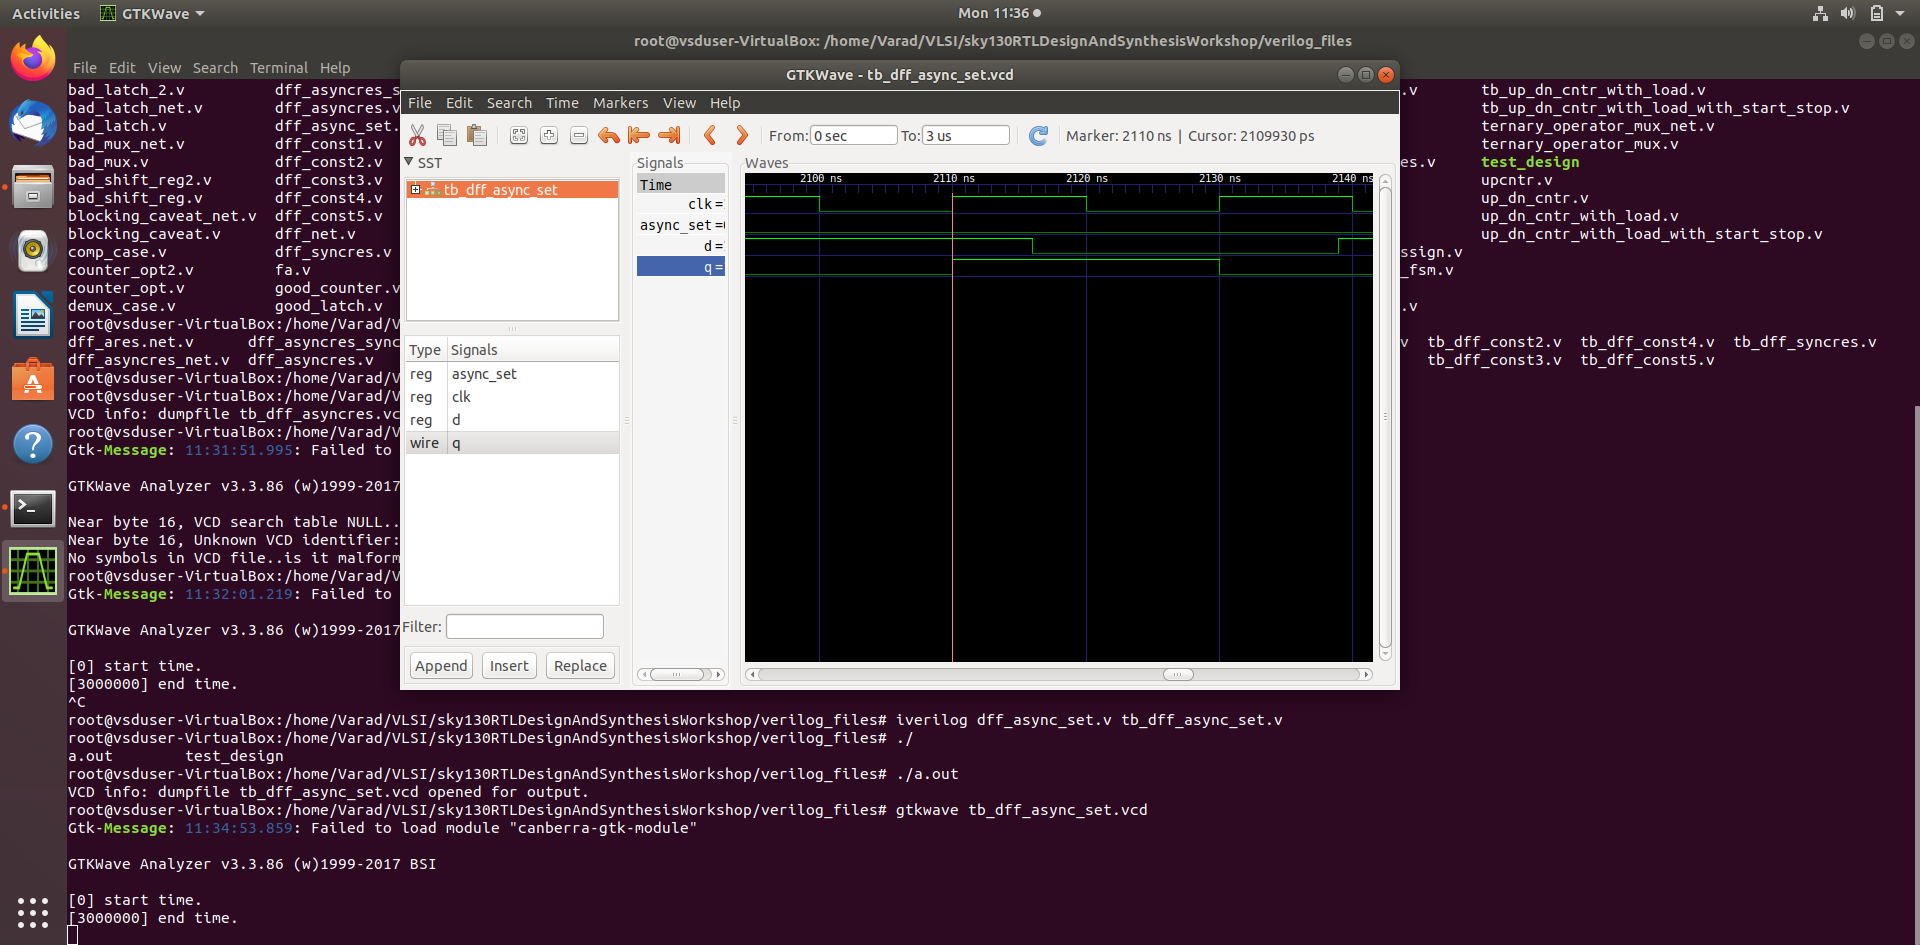 Activities GTKWave Mon 11:36
root@vsduser-VirtualBox: /home/Varad/VLSI/sky130RTLDesignAndSynthesisWorkshop/verilog_files
File Edit View Search Terminal Help
GTKWave - tb_dff_async_set.vcd
File Edit Search Time Markers View Help
From: 0 sec To: 3 us Marker: 2110 ns | Cursor: 2109930 ps
SST
tb_dff_async_set
Type Signals
reg async_set
reg clk
reg d
wire q
Filter:
Append Insert Replace
Signals
Time
clk =
async_set =
d =
q =
Waves
2100 ns 2110 ns 2120 ns 2130 ns 2140 ns
bad_latch_2.v dff_asyncres_s .v tb_up_dn_cntr_with_load.v
bad_latch_net.v dff_asyncres.v tb_up_dn_cntr_with_load_with_start_stop.v
bad_latch.v dff_async_set. ternary_operator_mux_net.v
bad_mux_net.v dff_const1.v ternary_operator_mux.v
bad_mux.v dff_const2.v es.v test_design
bad_shift_reg2.v dff_const3.v upcntr.v
bad_shift_reg.v dff_const4.v up_dn_cntr.v
blocking_caveat_net.v dff_const5.v up_dn_cntr_with_load.v
blocking_caveat.v dff_net.v up_dn_cntr_with_load_with_start_stop.v
comp_case.v dff_syncres.v ssign.v
counter_opt2.v fa.v _fsm.v
counter_opt.v good_counter.v
demux_case.v good_latch.v .v
root@vsduser-VirtualBox:/home/Varad/V
dff_ares.net.v dff_asyncres_sync v tb_dff_const2.v tb_dff_const4.v tb_dff_syncres.v
dff_asyncres_net.v dff_asyncres.v tb_dff_const3.v tb_dff_const5.v
root@vsduser-VirtualBox:/home/Varad/V
root@vsduser-VirtualBox:/home/Varad/V
VCD info: dumpfile tb_dff_asyncres.vc
root@vsduser-VirtualBox:/home/Varad/V
Gtk-Message: 11:31:51.995: Failed to
GTKWave Analyzer v3.3.86 (w)1999-2017
Near byte 16, VCD search table NULL..
Near byte 16, Unknown VCD identifier:
No symbols in VCD file..is it malform
root@vsduser-VirtualBox:/home/Varad/V
Gtk-Message: 11:32:01.219: Failed to
GTKWave Analyzer v3.3.86 (w)1999-2017
[0] start time.
[3000000] end time.
^C
root@vsduser-VirtualBox:/home/Varad/VLSI/sky130RTLDesignAndSynthesisWorkshop/verilog_files# iverilog dff_async_set.v tb_dff_async_set.v
root@vsduser-VirtualBox:/home/Varad/VLSI/sky130RTLDesignAndSynthesisWorkshop/verilog_files# ./
a.out test_design
root@vsduser-VirtualBox:/home/Varad/VLSI/sky130RTLDesignAndSynthesisWorkshop/verilog_files# ./a.out
VCD info: dumpfile tb_dff_async_set.vcd opened for output.
root@vsduser-VirtualBox:/home/Varad/VLSI/sky130RTLDesignAndSynthesisWorkshop/verilog_files# gtkwave tb_dff_async_set.vcd
Gtk-Message: 11:34:53.859: Failed to load module "canberra-gtk-module"
GTKWave Analyzer v3.3.86 (w)1999-2017 BSI
[0] start time.
[3000000] end time.